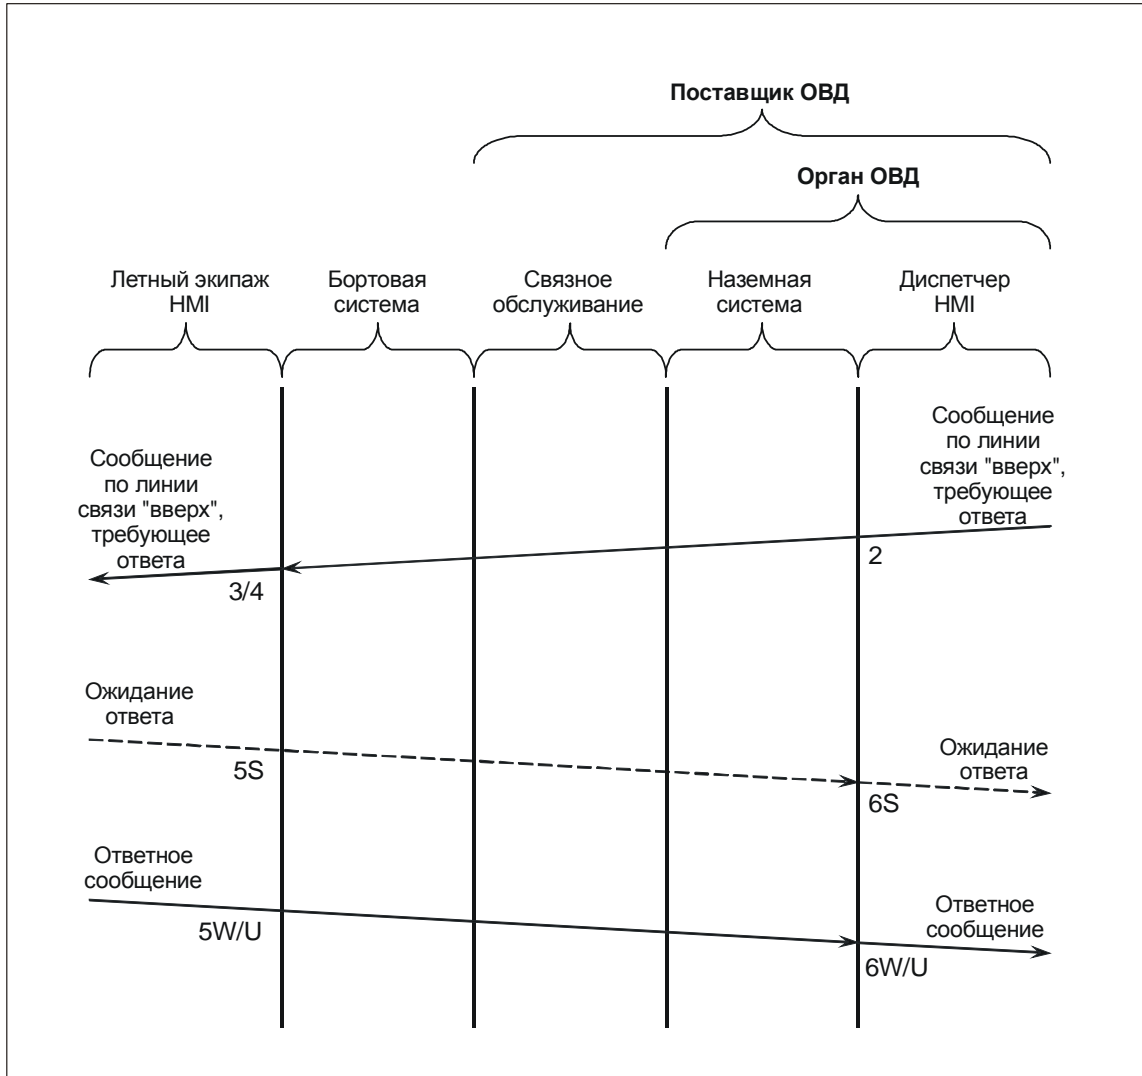 Поставщик ОВД
Орган ОВД
Летный экипаж
HMI
Бортовая
система
Связное
обслуживание
Наземная
система
Диспетчер
HMI
Сообщение
по линии
связи "вверх",
требующее
ответа
Сообщение
по линии
связи "вверх",
требующее
ответа
2
3/4
Ожидание
ответа
5S
Ожидание
ответа
6S
Ответное
сообщение
5W/U
Ответное
сообщение
6W/U